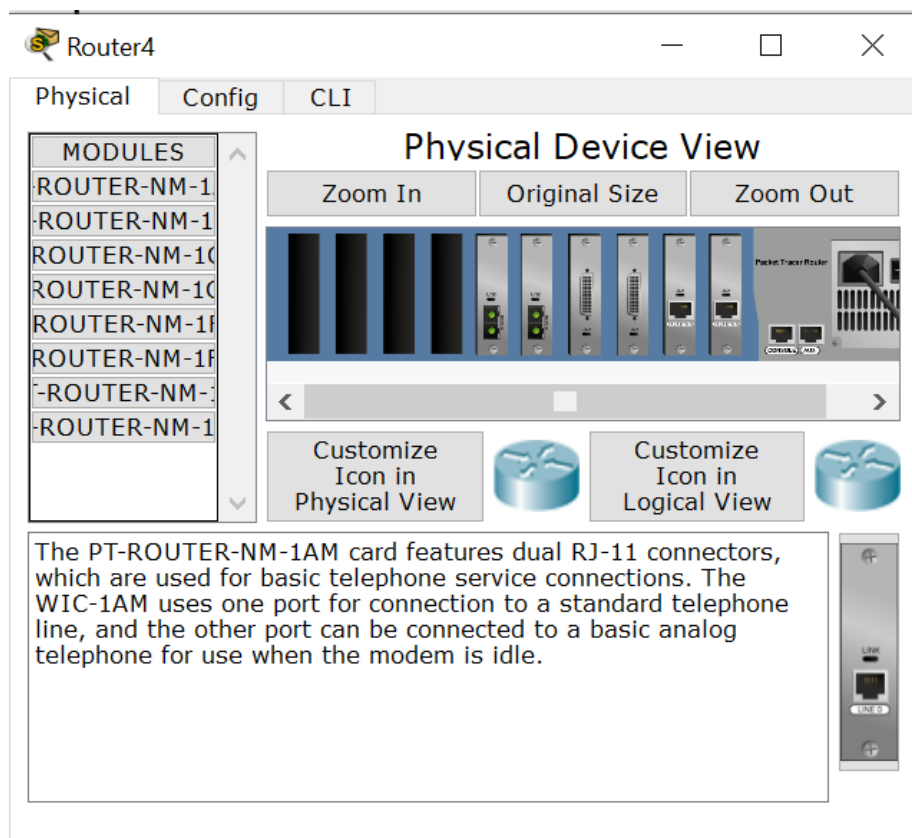 Router4
Physical Config CLI
MODULES
Physical Device View
-ROUTER-NM-1
-ROUTER-NM-1
ROUTER-NM-1
ROUTER-NM-1
ROUTER-NM-1
ROUTER-NM-1
-ROUTER-NM-
-ROUTER-NM-1
Zoom In Original Size Zoom Out
Packet Tracer Router
CONSOLE AUX
Customize
Icon in
Physical View
Customize
Icon in
Logical View
The PT-ROUTER-NM-1AM card features dual RJ-11 connectors,
which are used for basic telephone service connections. The
WIC-1AM uses one port for connection to a standard telephone
line, and the other port can be connected to a basic analog
telephone for use when the modem is idle.
LINK
LINE 0